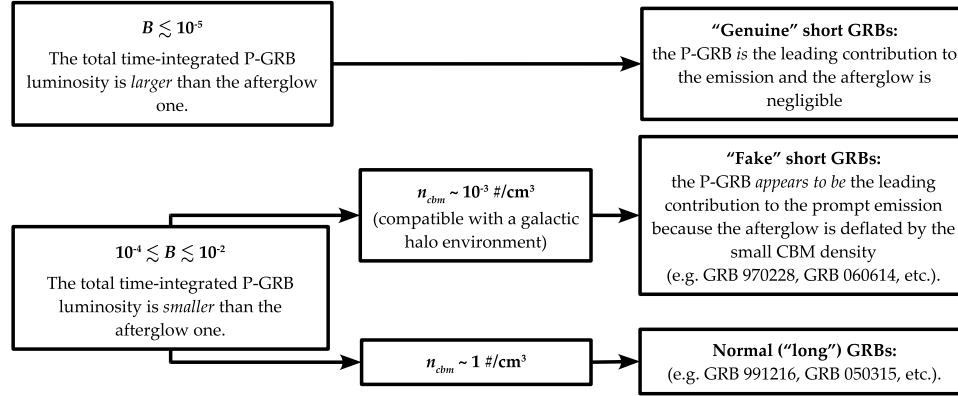 B ≲ 10⁻⁵
The total time-integrated P-GRB
luminosity is larger than the afterglow
one.
“Genuine” short GRBs:
the P-GRB is the leading contribution to
the emission and the afterglow is
negligible
10⁻⁴ ≲ B ≲ 10⁻²
The total time-integrated P-GRB
luminosity is smaller than the
afterglow one.
n_cbm ~ 10⁻³ #/cm³
(compatible with a galactic
halo environment)
“Fake” short GRBs:
the P-GRB appears to be the leading
contribution to the prompt emission
because the afterglow is deflated by the
small CBM density
(e.g. GRB 970228, GRB 060614, etc.).
n_cbm ~ 1 #/cm³
Normal (“long”) GRBs:
(e.g. GRB 991216, GRB 050315, etc.).